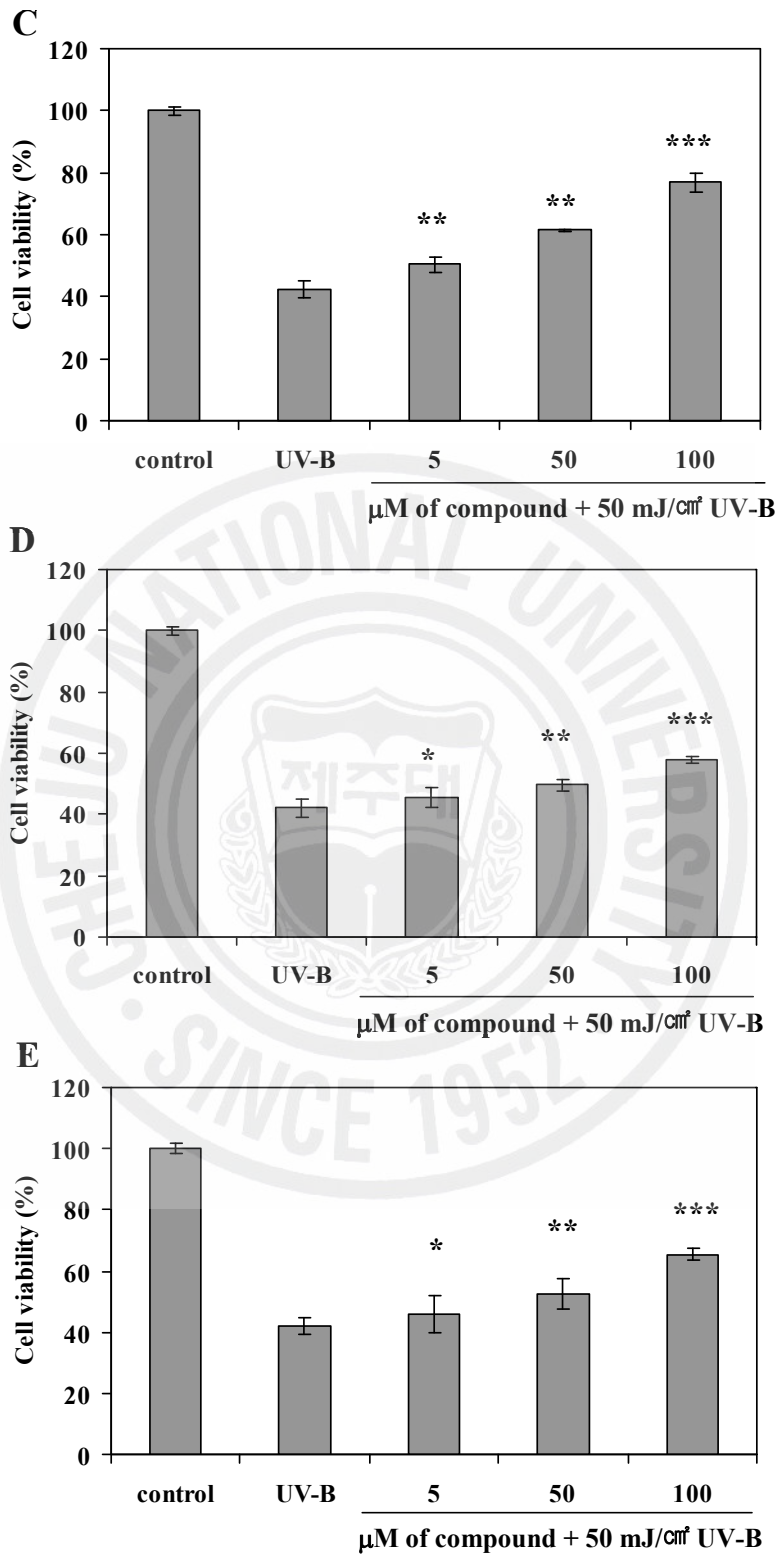 C
120
100
80
60
40
20
0
Cell viability (%)
***
**
**
control UV-B 5 50 100
μM of compound + 50 mJ/㎠ UV-B
D
120
100
80
60
40
20
0
Cell viability (%)
***
**
*
control UV-B 5 50 100
μM of compound + 50 mJ/㎠ UV-B
E
120
100
80
60
40
20
0
Cell viability (%)
***
**
*
control UV-B 5 50 100
μM of compound + 50 mJ/㎠ UV-B
CHEJU NATIONAL UNIVERSITY
제주대
SINCE 1952